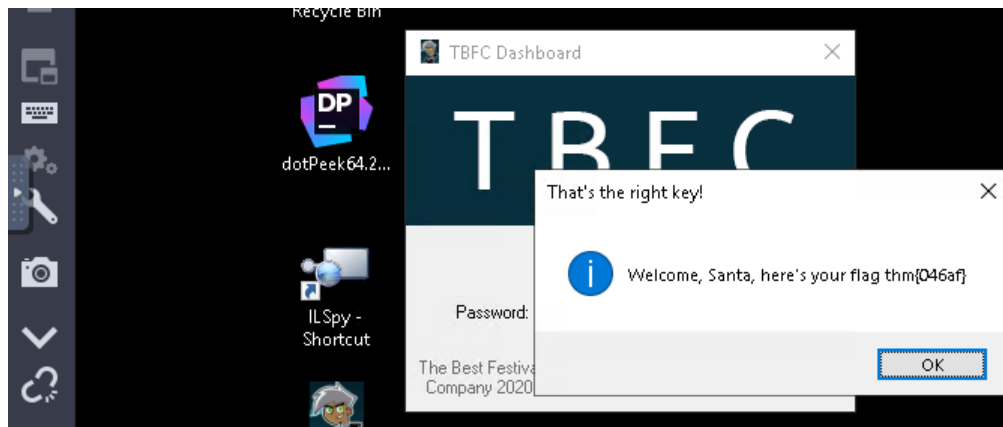 Recycle Bin
TBFC Dashboard
DP
dotPeek64.2...
T B F C
That's the right key!
Welcome, Santa, here's your flag thm{046af}
ILSpy -
Shortcut
Password:
OK
The Best Festiva
Company 2020